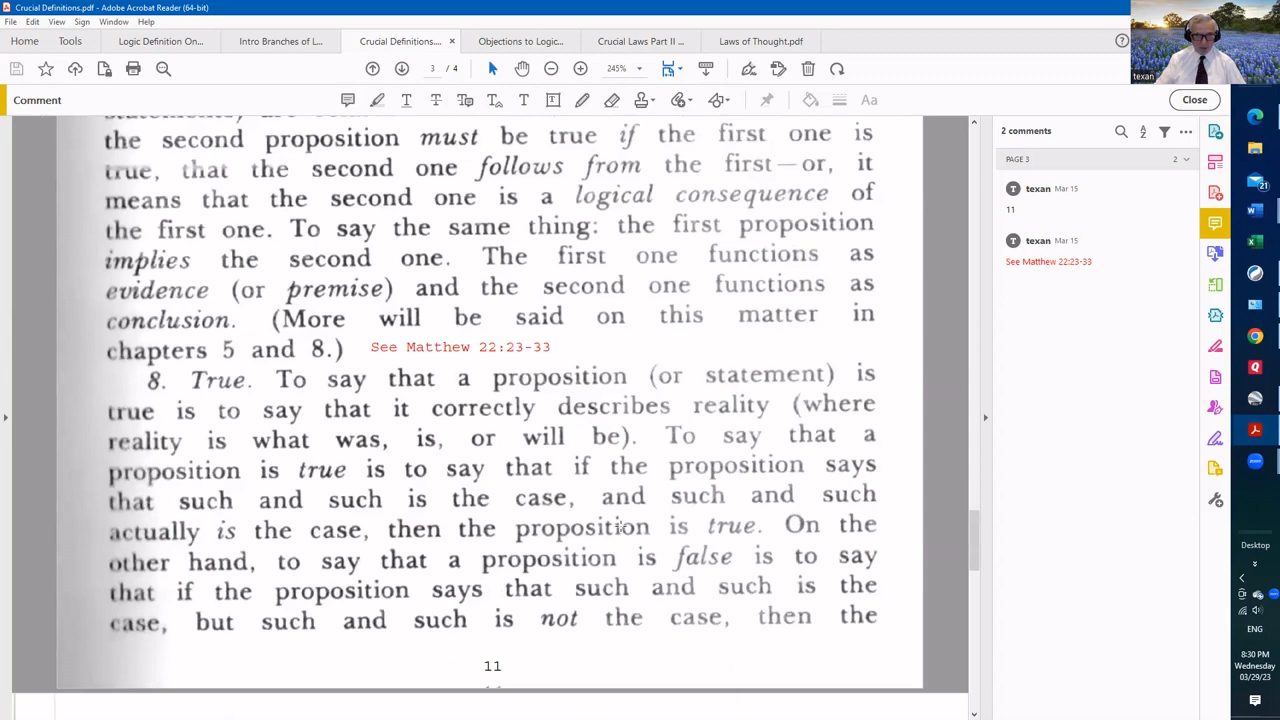 Crucial Definitions.pdf - Adobe Acrobat Reader (64-bit)
File Edit View Sign Window Help
Home Tools Logic Definition On... Intro Branches of L... Crucial Definitions.... × to Logic... Crucial Laws Part II ... Laws of Thought.pdf
/ 4 245%
texan
Comment Close
2 comments
PAGE 3 2
texan Mar 15
11
texan Mar 15
See Matthew 22:23-33
the second proposition must be true if the first one is
true, that the second one follows from the first—or, it
means that the second one is a logical consequence of
the first one. To say the same thing: the first proposition
implies the second one. The first one functions as
evidence (or premise) and the second one functions as
conclusion. (More will be said on this matter in
chapters 5 and 8.) See Matthew 22:23-33
8. True. To say that a proposition (or statement) is
true is to say that it correctly describes reality (where
reality is what was, is, or will be). To say that a
proposition is true is to say that if the proposition says
that such and such is the case, and such and such
actually is the case, then the proposition is true. On the
other hand, to say that a proposition is false is to say
that if the proposition says that such and such is the
case, but such and such is not the case, then the
11
21
Desktop
ENG
8:30 PM
Wednesday
03/29/23